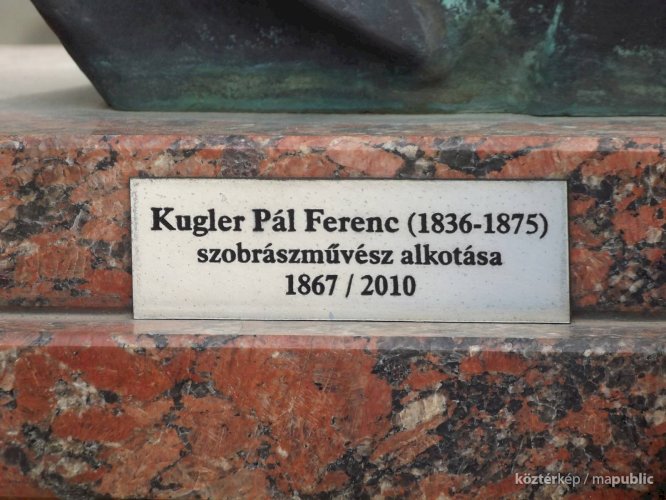 Kugler Pál Ferenc (1836-1875)
szobrászművész alkotása
1867 / 2010
köztérkép / mapublic